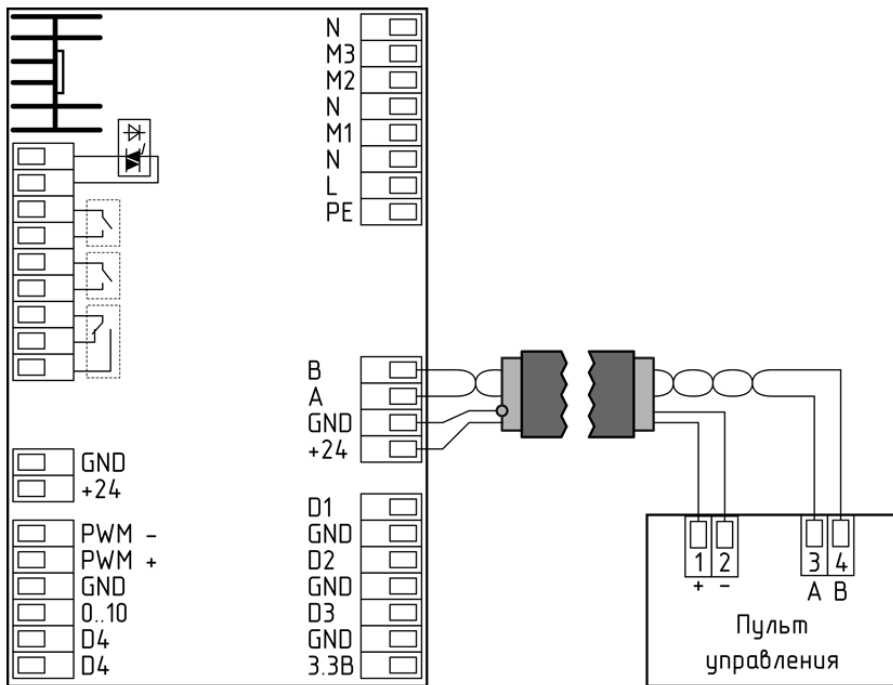 N
M3
M2
N
M1
N
L
PE
B
A
GND
+24
GND
+24
PWM -
PWM +
GND
0..10
D4
D4
D1
GND
D2
GND
D3
GND
3.3В
1 2
+ -
3 4
A B
Пульт
управления